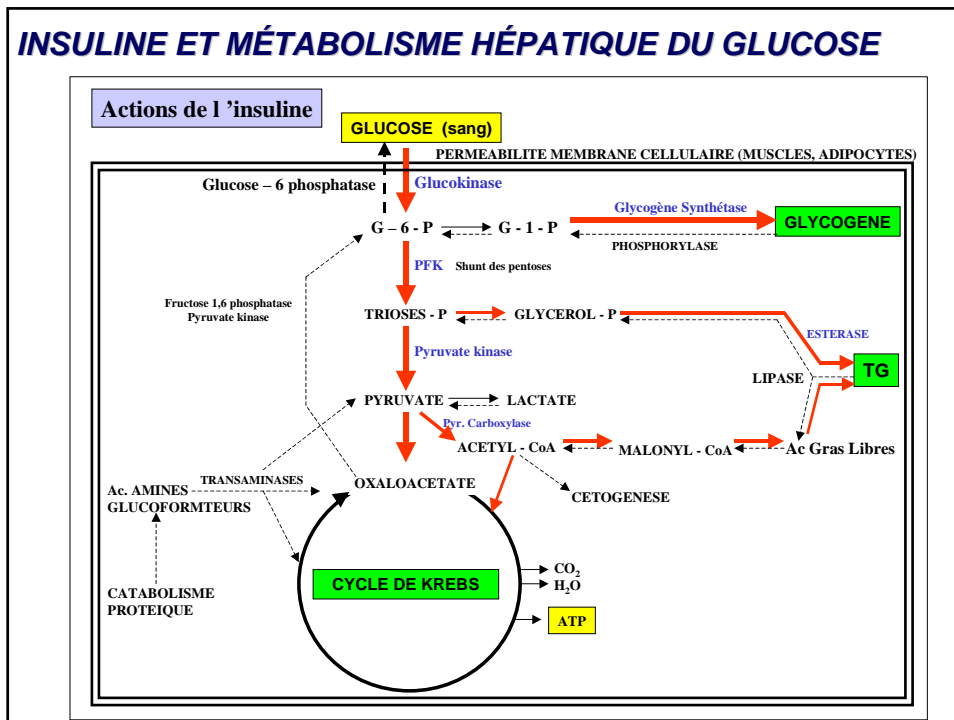 INSULINE ET MÉTABOLISME HÉPATIQUE DU GLUCOSE
Actions de l ’insuline
GLUCOSE (sang)
PERMEABILITE MEMBRANE CELLULAIRE (MUSCLES, ADIPOCYTES)
Glucose – 6 phosphatase
Glucokinase
Glycogène Synthétase
G – 6 - P
G - 1 - P
GLYCOGENE
PHOSPHORYLASE
PFK
Shunt des pentoses
Fructose 1,6 phosphatase
Pyruvate kinase
TRIOSES - P
GLYCEROL - P
ESTERASE
Pyruvate kinase
LIPASE
TG
PYRUVATE
LACTATE
Pyr. Carboxylase
ACETYL - CoA
MALONYL - CoA
Ac Gras Libres
TRANSAMINASES
OXALOACETATE
CETOGENESE
Ac. AMINES
GLUCOFORMTEURS
CATABOLISME
PROTEIQUE
CYCLE DE KREBS
CO₂
H₂O
ATP